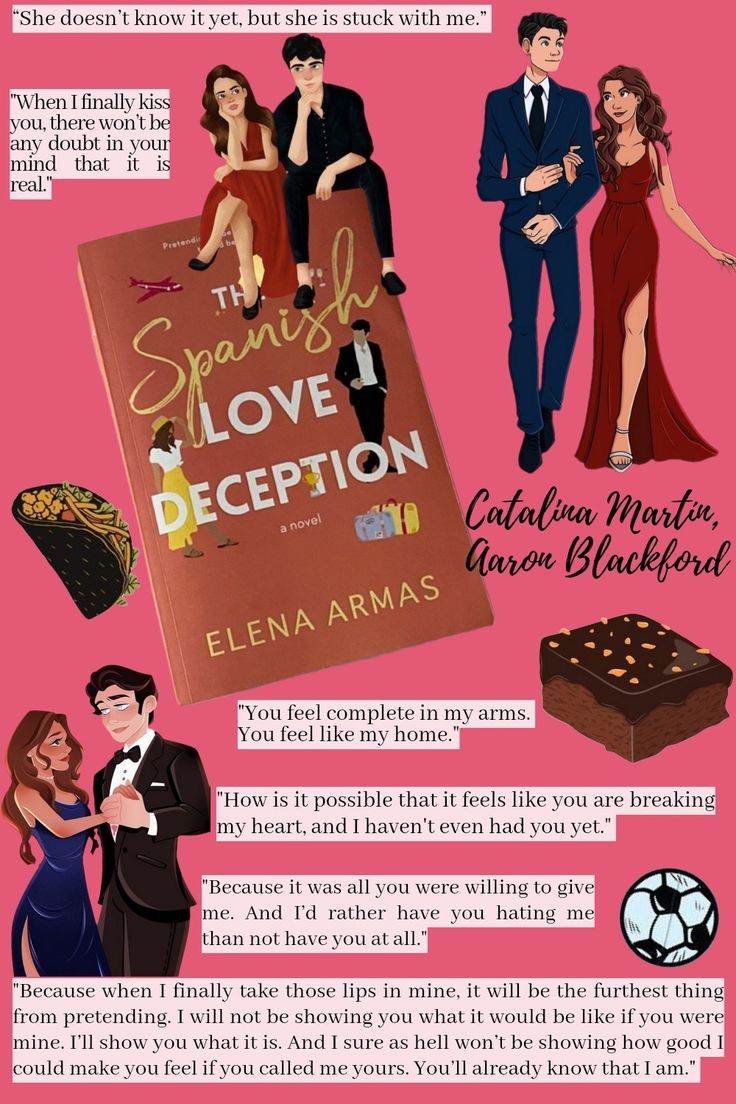 “She doesn’t know it yet, but she is stuck with me.”
"When I finally kiss
you, there won’t be
any doubt in your
mind that it is
real."
Pretending
Spanish
LOVE
DECEPTION
a novel
ELENA ARMAS
Catalina Martin,
Aaron Blackford
"You feel complete in my arms.
You feel like my home."
"How is it possible that it feels like you are breaking
my heart, and I haven't even had you yet."
"Because it was all you were willing to give
me. And I’d rather have you hating me
than not have you at all."
"Because when I finally take those lips in mine, it will be the furthest thing
from pretending. I will not be showing you what it would be like if you were
mine. I’ll show you what it is. And I sure as hell won’t be showing how good I
could make you feel if you called me yours. You’ll already know that I am."